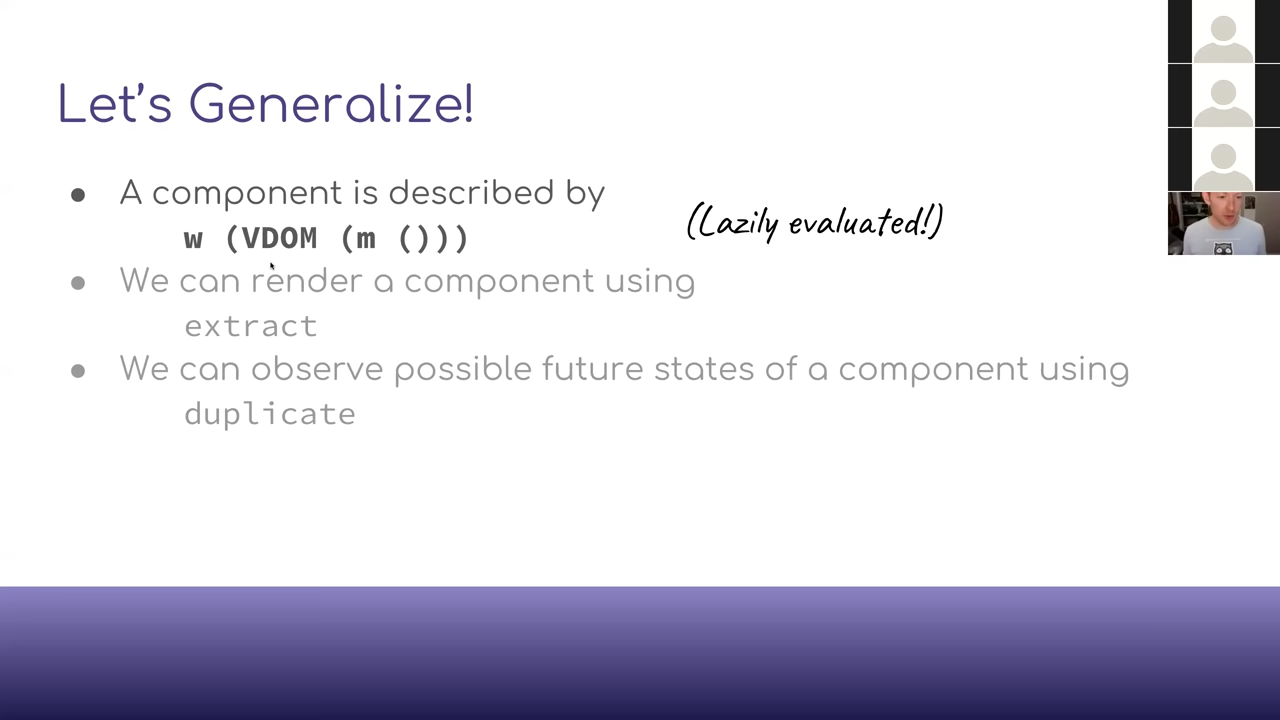 Let's Generalize!
● A component is described by
w (VDOM (m ()))
(Lazily evaluated!)
● We can render a component using
extract
● We can observe possible future states of a component using
duplicate